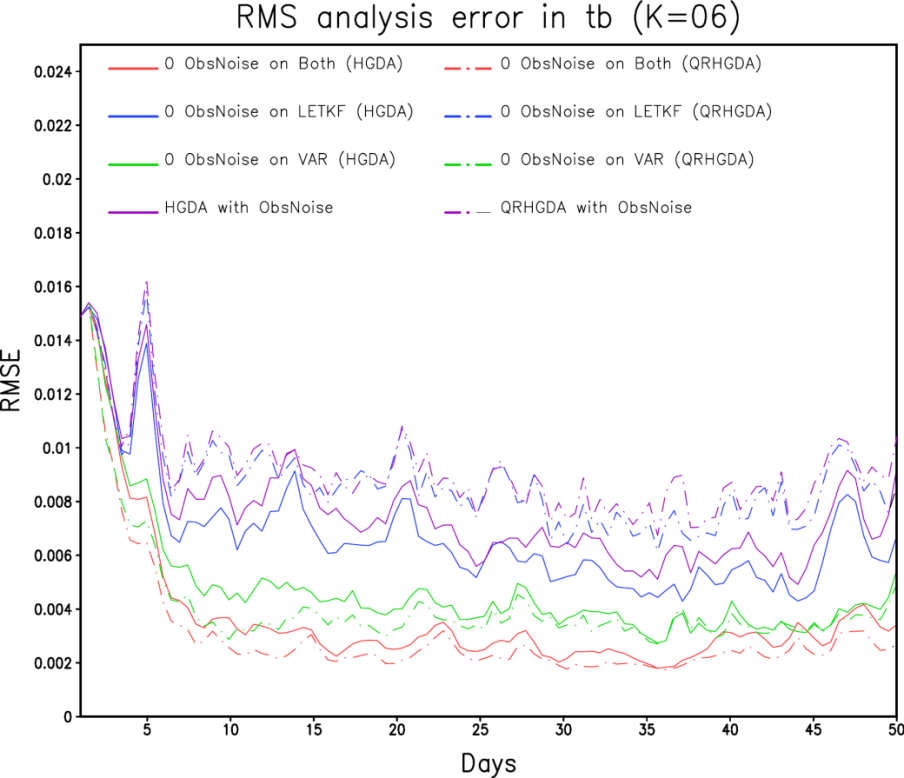 RMS analysis error in tb (K=06)
0 ObsNoise on Both (HGDA)
0 ObsNoise on Both (QRHGDA)
0 ObsNoise on LETKF (HGDA)
0 ObsNoise on LETKF (QRHGDA)
0 ObsNoise on VAR (HGDA)
0 ObsNoise on VAR (QRHGDA)
HGDA with ObsNoise
QRHGDA with ObsNoise
RMSE
0.024
0.022
0.02
0.018
0.016
0.014
0.012
0.01
0.008
0.006
0.004
0.002
0
5 10 15 20 25 30 35 40 45 50
Days